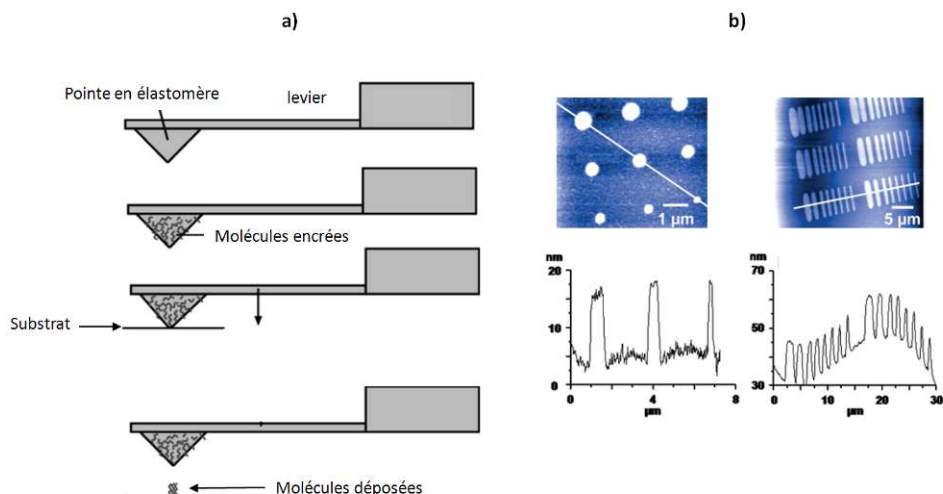 a)
Pointe en élastomère
levier
Molécules encrées
Substrat
Molécules déposées
b)
1 µm
5 µm
nm
20
10
0
0
4
8
µm
nm
70
50
30
0
10
20
30
µm